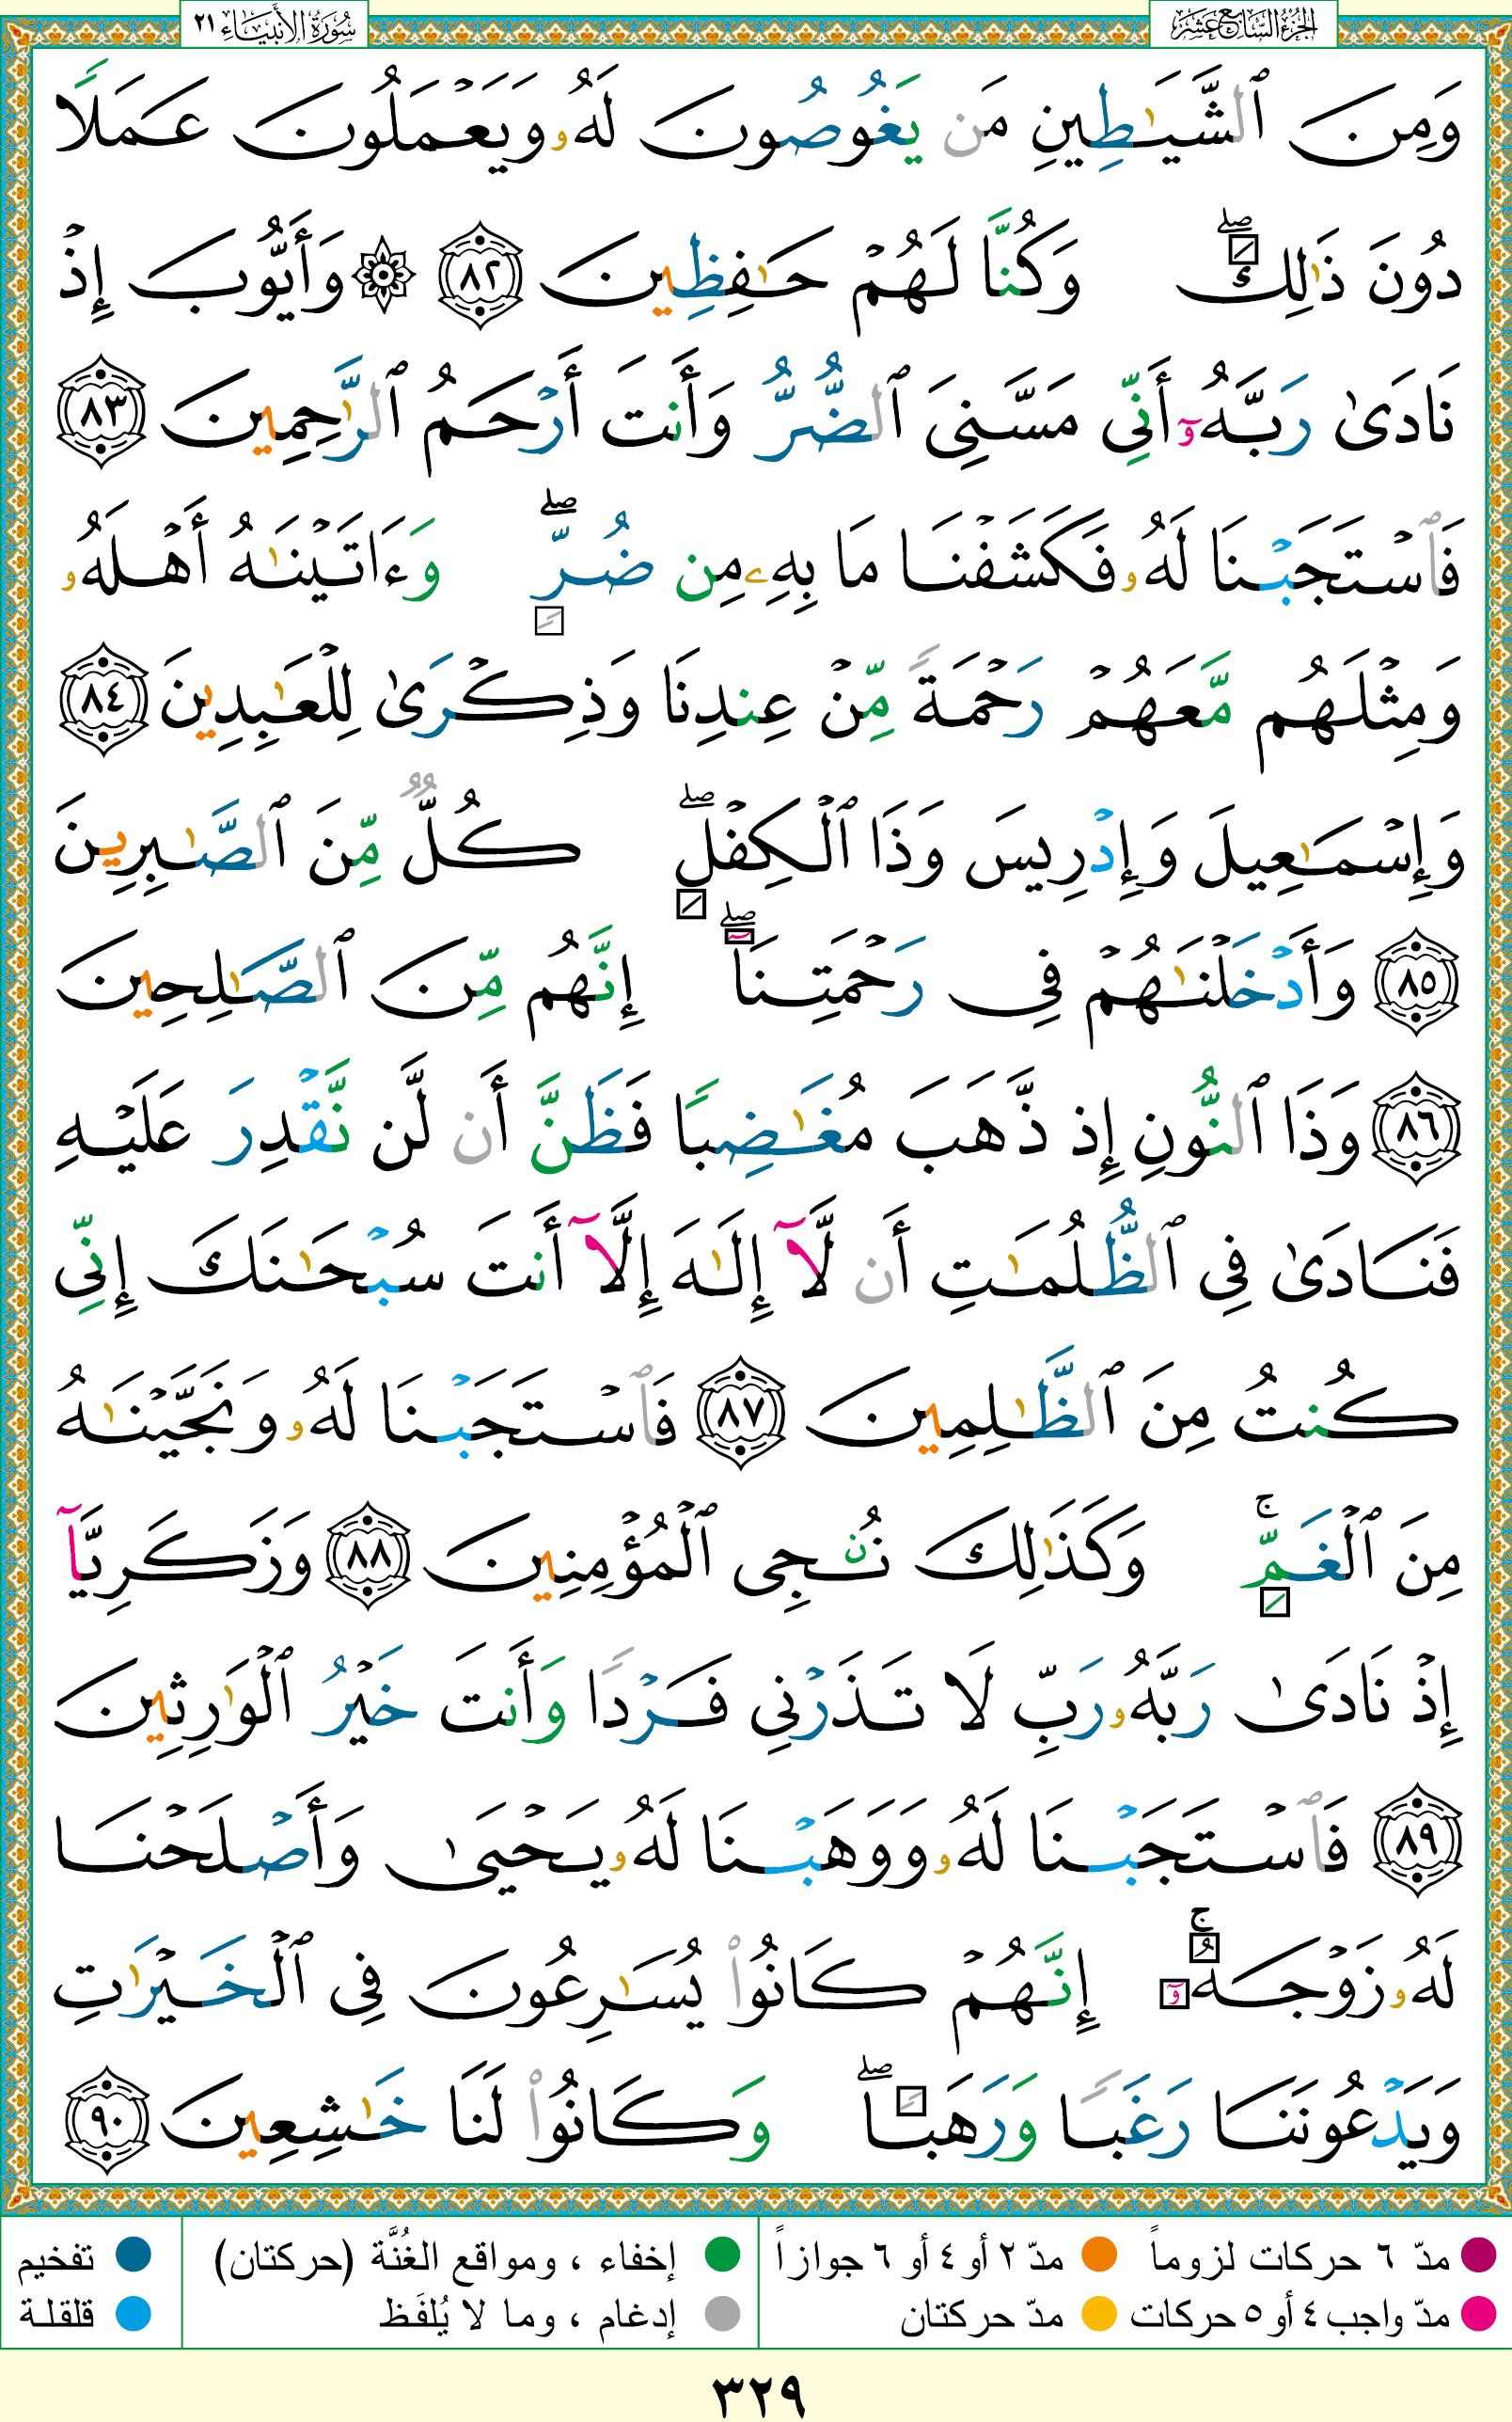 الجزء السابع عشر
سورة الأنبياء ٢١
وَمِنَ ٱلشَّيَٰطِينِ مَن يَغُوصُونَ لَهُۥ وَيَعۡمَلُونَ عَمَلٗا
دُونَ ذَٰلِكَۖ وَكُنَّا لَهُمۡ حَٰفِظِينَ ٨٢ ۞ وَأَيُّوبَ إِذۡ
نَادَىٰ رَبَّهُۥٓ أَنِّي مَسَّنِيَ ٱلضُّرُّ وَأَنتَ أَرۡحَمُ ٱلرَّٰحِمِينَ ٨٣
فَٱسۡتَجَبۡنَا لَهُۥ فَكَشَفۡنَا مَا بِهِۦ مِن ضُرّٖۖ وَءَاتَيۡنَٰهُ أَهۡلَهُۥ
وَمِثۡلَهُم مَّعَهُمۡ رَحۡمَةٗ مِّنۡ عِندِنَا وَذِكۡرَىٰ لِلۡعَٰبِدِينَ ٨٤
وَإِسۡمَٰعِيلَ وَإِدۡرِيسَ وَذَا ٱلۡكِفۡلِۖ كُلّٞ مِّنَ ٱلصَّٰبِرِينَ
٨٥ وَأَدۡخَلۡنَٰهُمۡ فِي رَحۡمَتِنَآۖ إِنَّهُم مِّنَ ٱلصَّٰلِحِينَ
٨٦ وَذَا ٱلنُّونِ إِذ ذَّهَبَ مُغَٰضِبٗا فَظَنَّ أَن لَّن نَّقۡدِرَ عَلَيۡهِ
فَنَادَىٰ فِي ٱلظُّلُمَٰتِ أَن لَّآ إِلَٰهَ إِلَّآ أَنتَ سُبۡحَٰنَكَ إِنِّي
كُنتُ مِنَ ٱلظَّٰلِمِينَ ٨٧ فَٱسۡتَجَبۡنَا لَهُۥ وَنَجَّيۡنَٰهُ
مِنَ ٱلۡغَمِّۚ وَكَذَٰلِكَ نُـۨجِي ٱلۡمُؤۡمِنِينَ ٨٨ وَزَكَرِيَّآ
إِذۡ نَادَىٰ رَبَّهُۥ رَبِّ لَا تَذَرۡنِي فَرۡدٗا وَأَنتَ خَيۡرُ ٱلۡوَٰرِثِينَ
٨٩ فَٱسۡتَجَبۡنَا لَهُۥ وَوَهَبۡنَا لَهُۥ يَحۡيَىٰ وَأَصۡلَحۡنَا
لَهُۥ زَوۡجَهُۥٓۚ إِنَّهُمۡ كَانُواْ يُسَٰرِعُونَ فِي ٱلۡخَيۡرَٰتِ
وَيَدۡعُونَنَا رَغَبٗا وَرَهَبٗاۖ وَكَانُواْ لَنَا خَٰشِعِينَ ٩٠
مدّ ٦ حركات لزوماً
مدّ ٢ أو ٤ أو ٦ جوازاً
إخفاء ، ومواقع الغُنَّة (حركتان)
تفخيم
مدّ واجب ٤ أو ٥ حركات
مدّ حركتان
إدغام ، وما لا يُلفَظ
قلقلة
٣٢٩